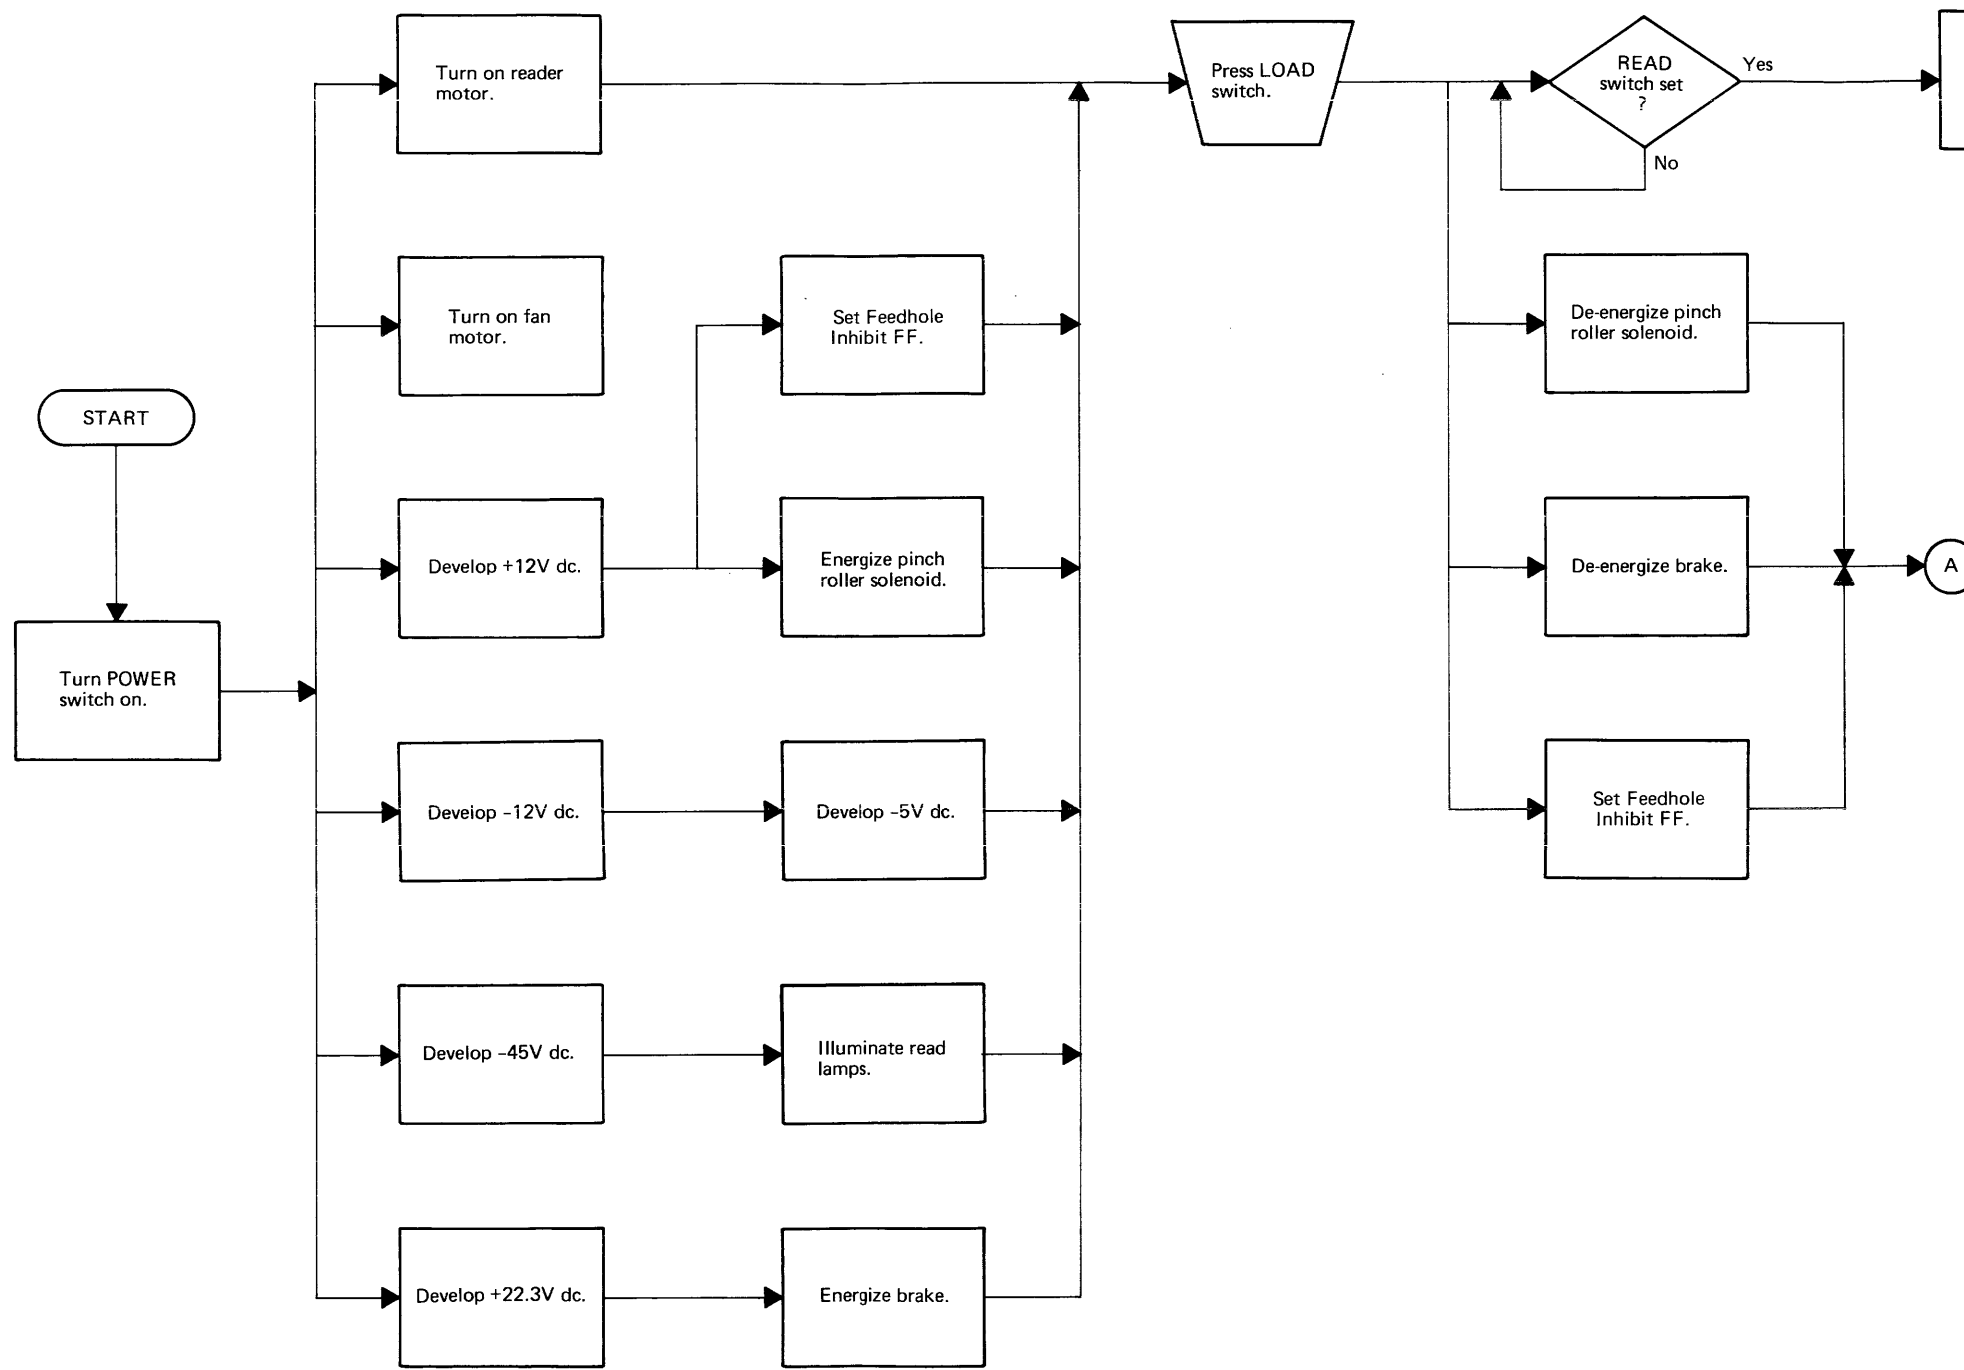 Turn on reader
motor.
Press LOAD
switch.
READ
switch set
?
Yes
No
Turn on fan
motor.
Set Feedhole
Inhibit FF.
De-energize pinch
roller solenoid.
START
Develop +12V dc.
Energize pinch
roller solenoid.
De-energize brake.
A
Turn POWER
switch on.
Develop -12V dc.
Develop -5V dc.
Set Feedhole
Inhibit FF.
Develop -45V dc.
Illuminate read
lamps.
Develop +22.3V dc.
Energize brake.